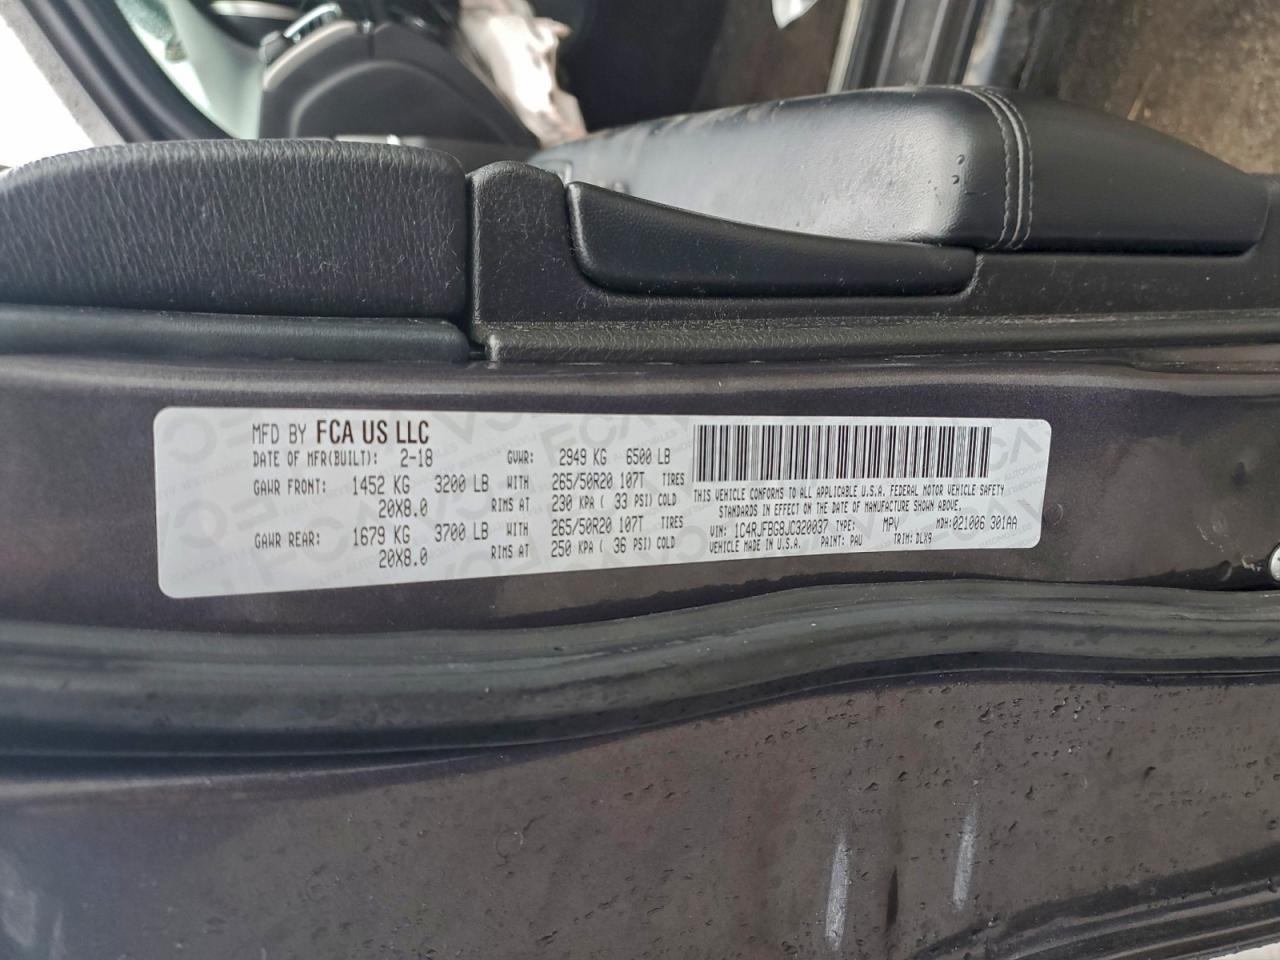 MFD BY FCA US LLC
DATE OF MFR(BUILT): 2-18 GVWR: 2949 KG 6500 LB
GAWR FRONT: 1452 KG 3200 LB WITH 265/50R20 107T TIRES
20X8.0 RIMS AT 230 KPA ( 33 PSI) COLD
GAWR REAR: 1679 KG 3700 LB WITH 265/50R20 107T TIRES
20X8.0 RIMS AT 250 KPA ( 36 PSI) COLD
THIS VEHICLE CONFORMS TO ALL APPLICABLE U.S.A. FEDERAL MOTOR VEHICLE SAFETY
STANDARDS IN EFFECT ON THE DATE OF MANUFACTURE SHOWN ABOVE.
VIN: 1C4RJFBG8JC320037 TYPE: MPV MDH:021006 301AA
VEHICLE MADE IN U.S.A. PAINT: PAU TRIM: DLX9